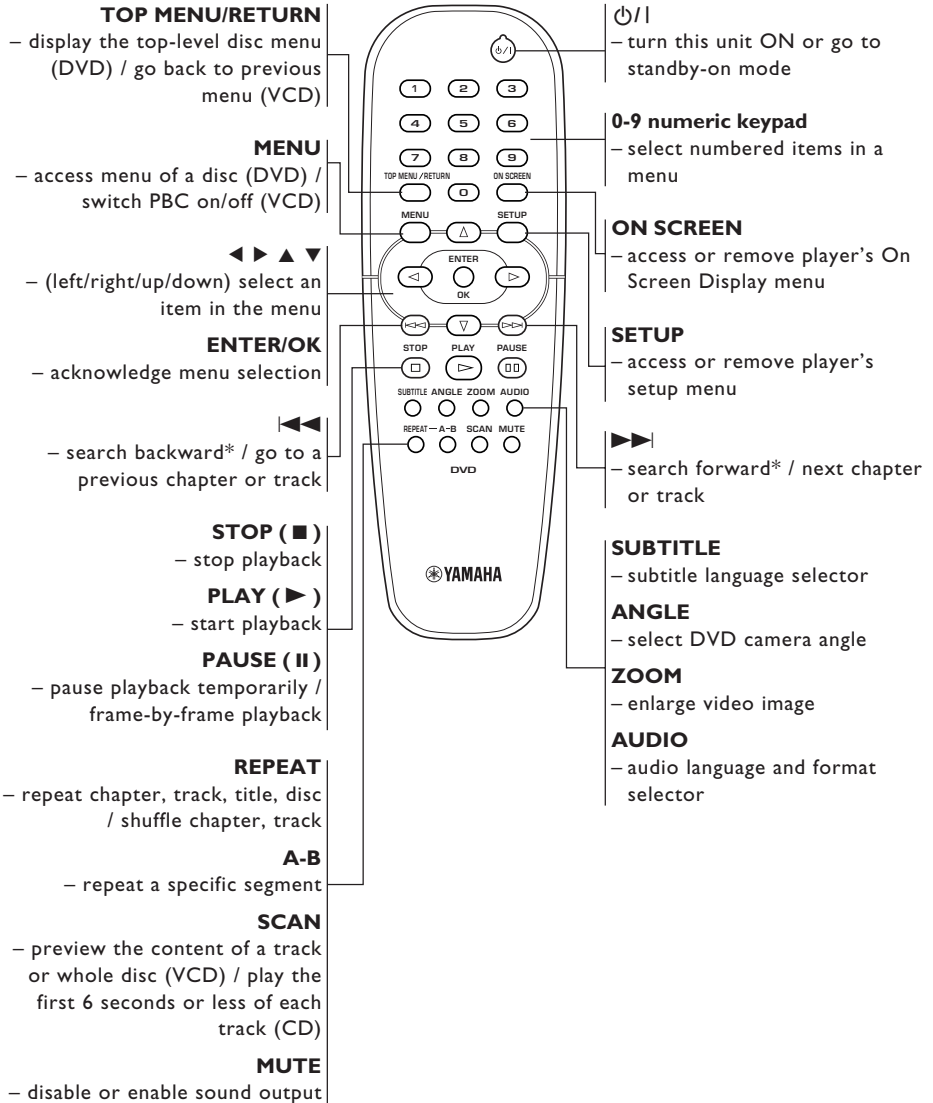 TOP MENU/RETURN
– display the top-level disc menu
(DVD) / go back to previous
menu (VCD)
MENU
– access menu of a disc (DVD) /
switch PBC on/off (VCD)
◀ ▶ ▲ ▼
– (left/right/up/down) select an
item in the menu
ENTER/OK
– acknowledge menu selection
|◀◀
– search backward* / go to a
previous chapter or track
STOP ( ■ )
– stop playback
PLAY ( ▶ )
– start playback
PAUSE ( II )
– pause playback temporarily /
frame-by-frame playback
REPEAT
– repeat chapter, track, title, disc
/ shuffle chapter, track
A-B
– repeat a specific segment
SCAN
– preview the content of a track
or whole disc (VCD) / play the
first 6 seconds or less of each
track (CD)
MUTE
– disable or enable sound output
⏻/I
1 2 3
4 5 6
7 8 9
TOP MENU / RETURN 0 ON SCREEN
MENU SETUP
ENTER
OK
STOP PLAY PAUSE
SUBTITLE ANGLE ZOOM AUDIO
REPEAT — A-B SCAN MUTE
DVD
YAMAHA
⏻/I
– turn this unit ON or go to
standby-on mode
0-9 numeric keypad
– select numbered items in a
menu
ON SCREEN
– access or remove player's On
Screen Display menu
SETUP
– access or remove player's
setup menu
▶▶|
– search forward* / next chapter
or track
SUBTITLE
– subtitle language selector
ANGLE
– select DVD camera angle
ZOOM
– enlarge video image
AUDIO
– audio language and format
selector